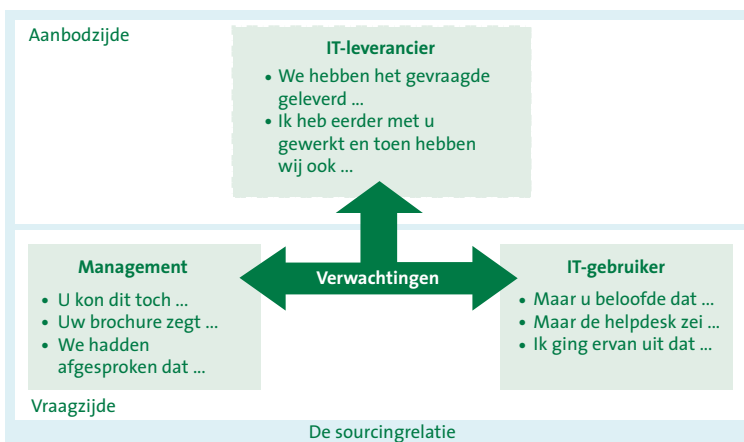 Aanbodzijde
IT-leverancier
• We hebben het gevraagde
geleverd ...
• Ik heb eerder met u
gewerkt en toen hebben
wij ook ...
Management
• U kon dit toch ...
• Uw brochure zegt ...
• We hadden
afgesproken dat ...
Verwachtingen
IT-gebruiker
• Maar u beloofde dat ...
• Maar de helpdesk zei ...
• Ik ging ervan uit dat ...
Vraagzijde
De sourcingrelatie